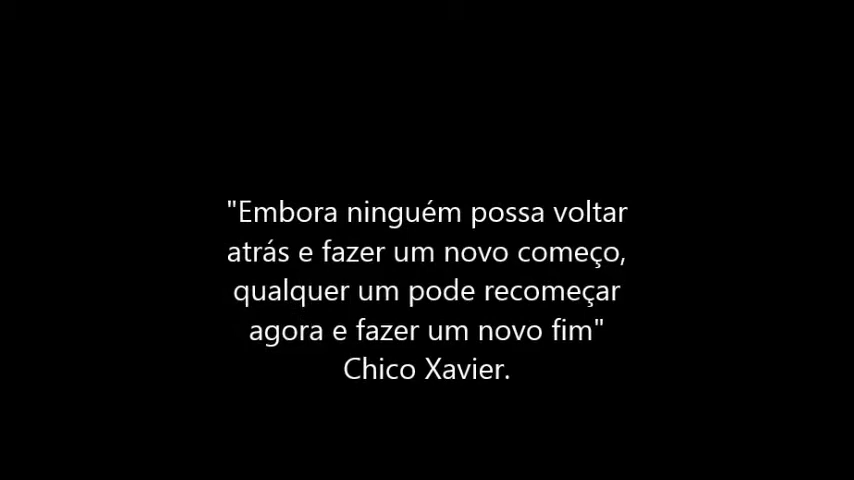 "Embora ninguém possa voltar
atrás e fazer um novo começo,
qualquer um pode recomeçar
agora e fazer um novo fim"
Chico Xavier.